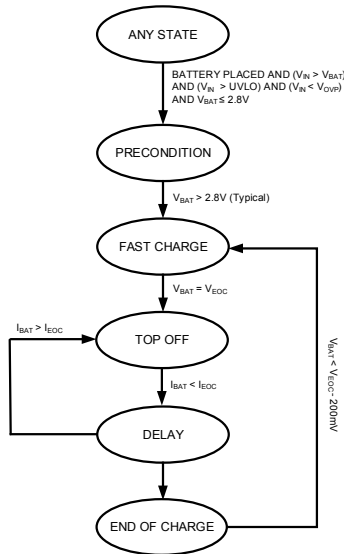 ANY STATE
BATTERY PLACED AND (VIN > VBAT)
AND (VIN > UVLO) AND (VIN < VOVP)
AND VBAT ≤ 2.8V
PRECONDITION
VBAT > 2.8V (Typical)
FAST CHARGE
VBAT = VEOC
IBAT > IEOC
TOP OFF
IBAT < IEOC
DELAY
END OF CHARGE
VBAT < VEOC - 200mV